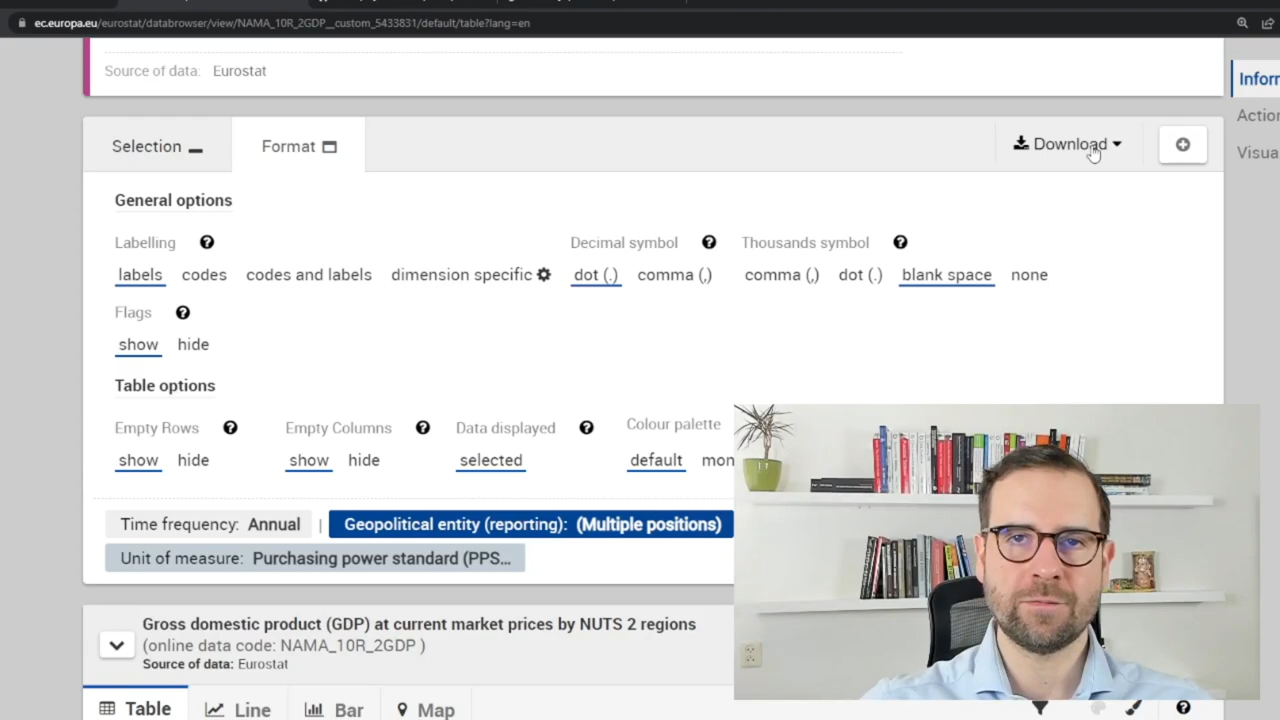 ec.europa.eu/eurostat/databrowser/view/NAMA_10R_2GDP__custom_5433831/default/table?lang=en
Source of data: Eurostat
Infor
Selection
Format
Download
Action
Visua
General options
Labelling
Decimal symbol
Thousands symbol
labels codes codes and labels dimension specific
dot (.) comma (,)
comma (,) dot (.) blank space none
Flags
show hide
Table options
Empty Rows Empty Columns Data displayed Colour palette
show hide show hide selected default mon
Time frequency: Annual | Geopolitical entity (reporting): (Multiple positions)
Unit of measure: Purchasing power standard (PPS...
Gross domestic product (GDP) at current market prices by NUTS 2 regions
(online data code: NAMA_10R_2GDP )
Source of data: Eurostat
Table Line Bar Map